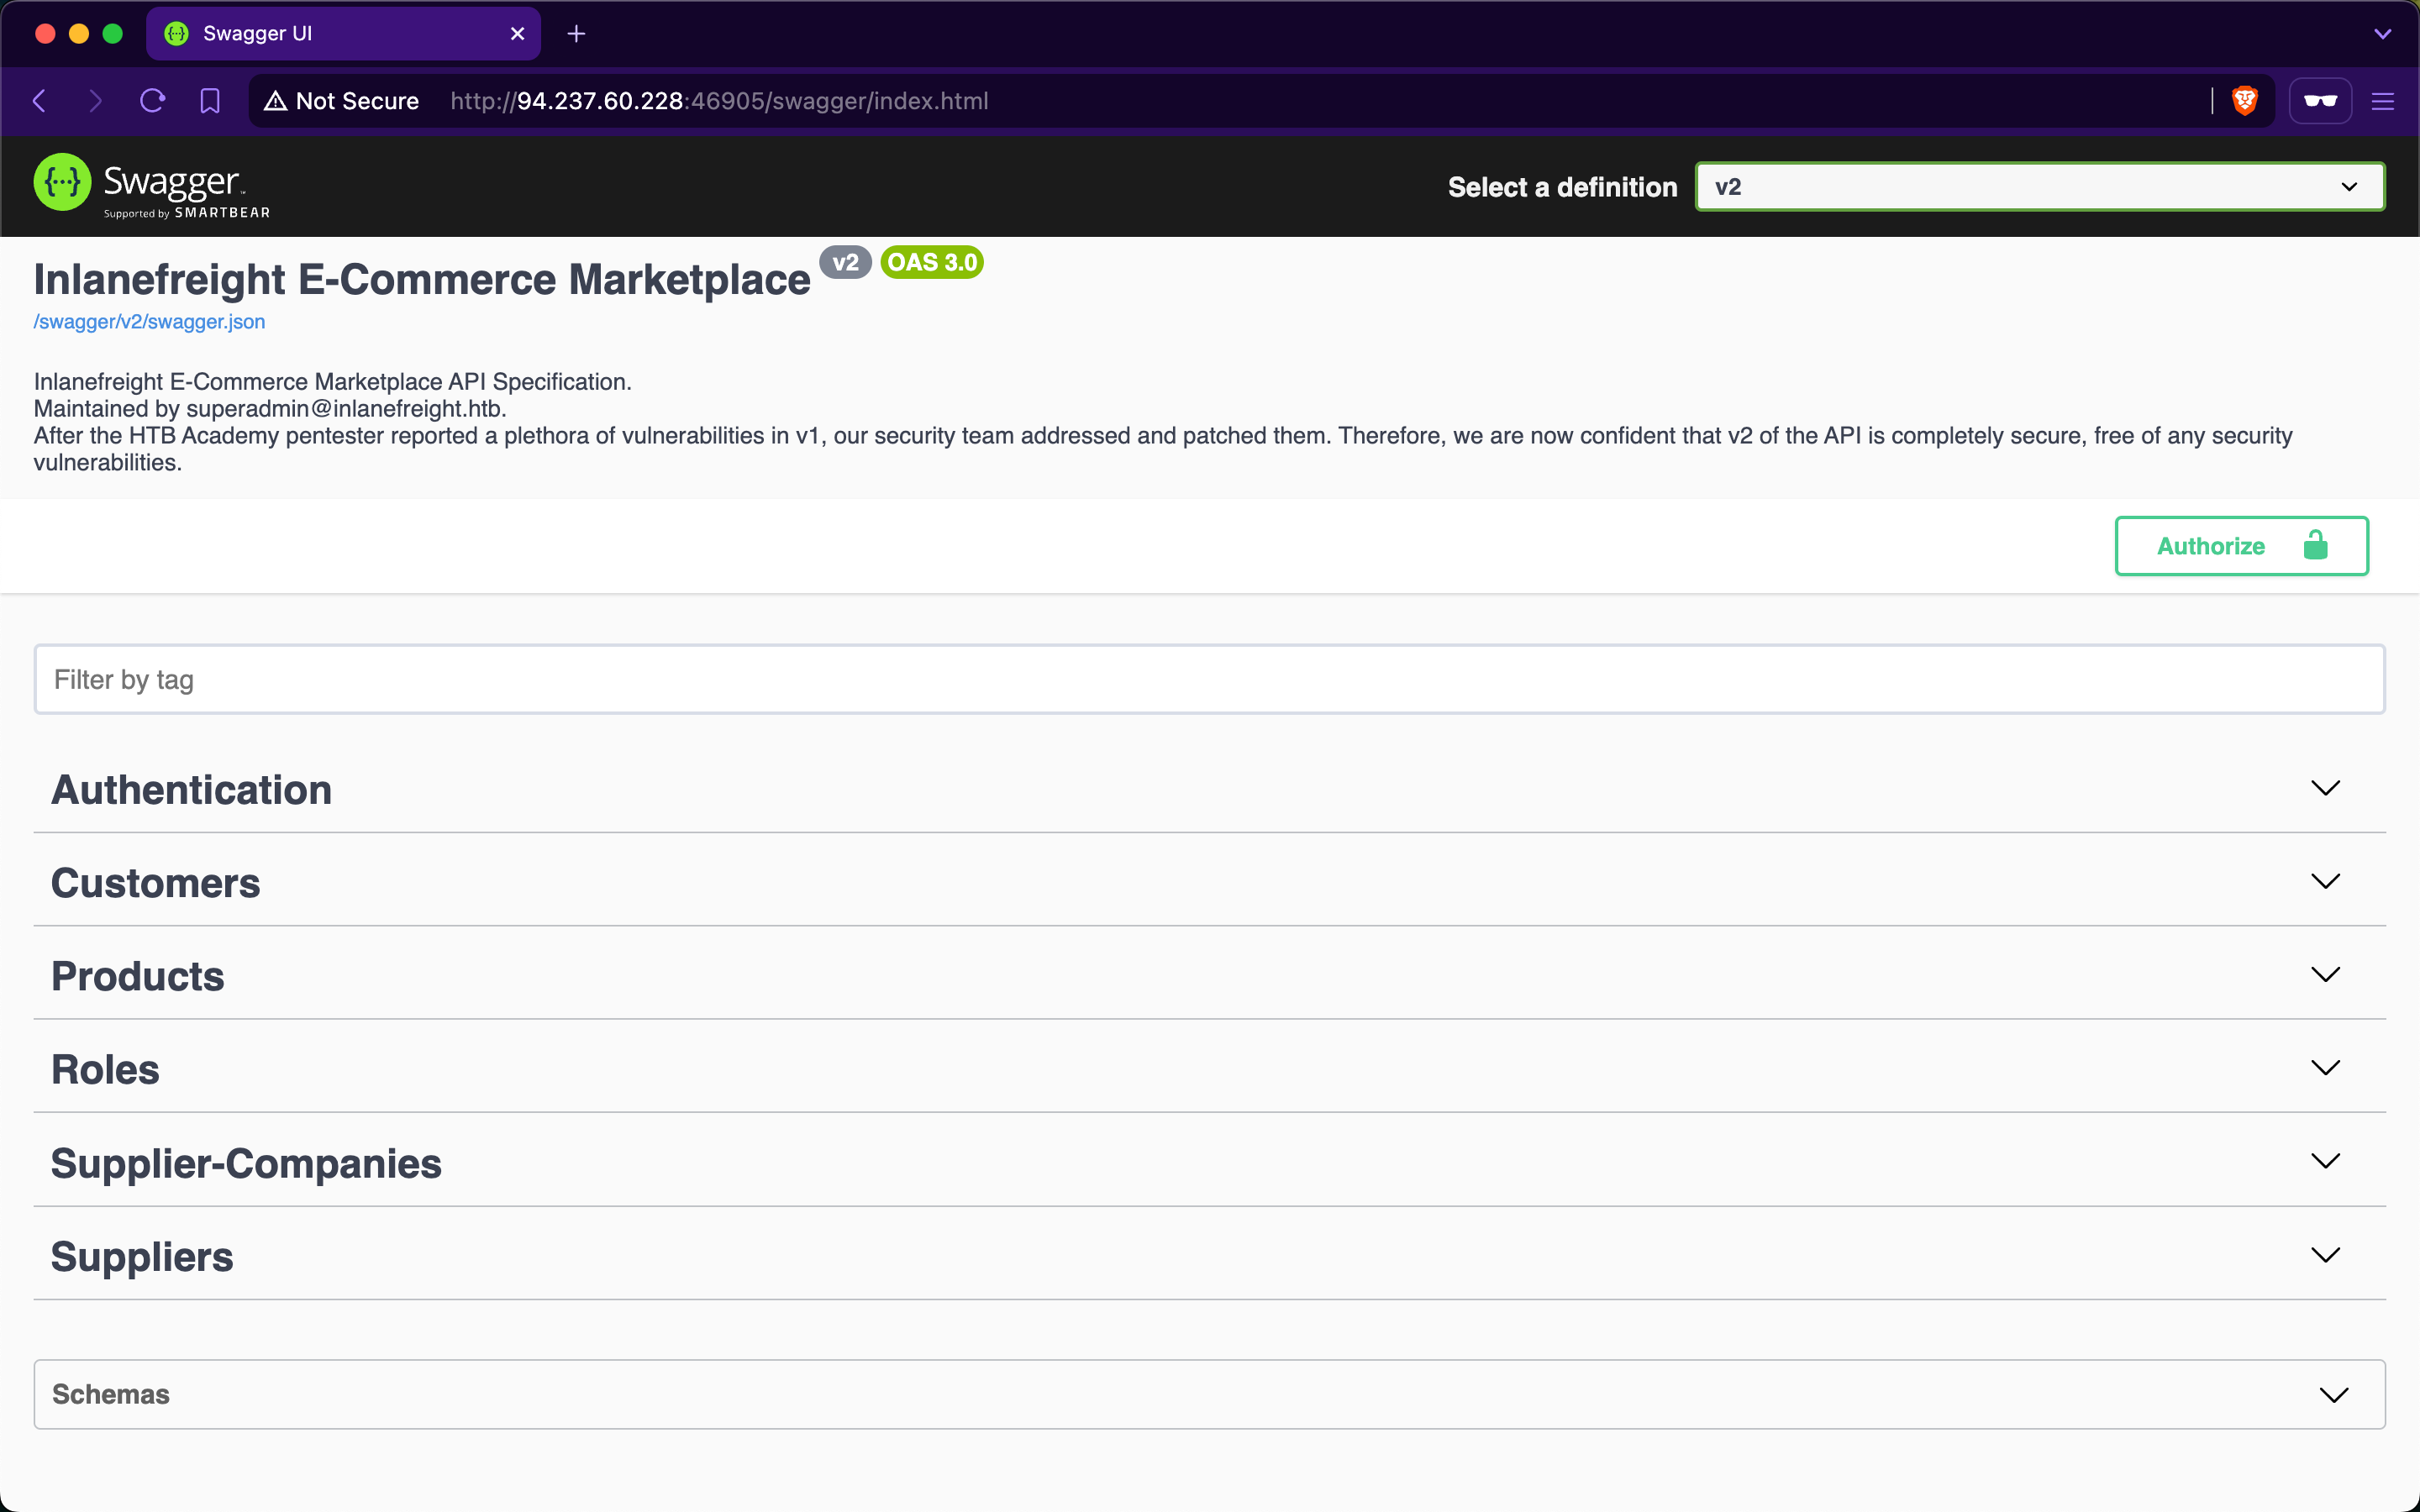 Swagger UI
Not Secure http://94.237.60.228:46905/swagger/index.html
Swagger
Supported by SMARTBEAR
Select a definition
v2
Inlanefreight E-Commerce Marketplace v2 OAS 3.0
/swagger/v2/swagger.json
Inlanefreight E-Commerce Marketplace API Specification.
Maintained by superadmin@inlanefreight.htb.
After the HTB Academy pentester reported a plethora of vulnerabilities in v1, our security team addressed and patched them. Therefore, we are now confident that v2 of the API is completely secure, free of any security
vulnerabilities.
Authorize
Filter by tag
Authentication
Customers
Products
Roles
Supplier-Companies
Suppliers
Schemas